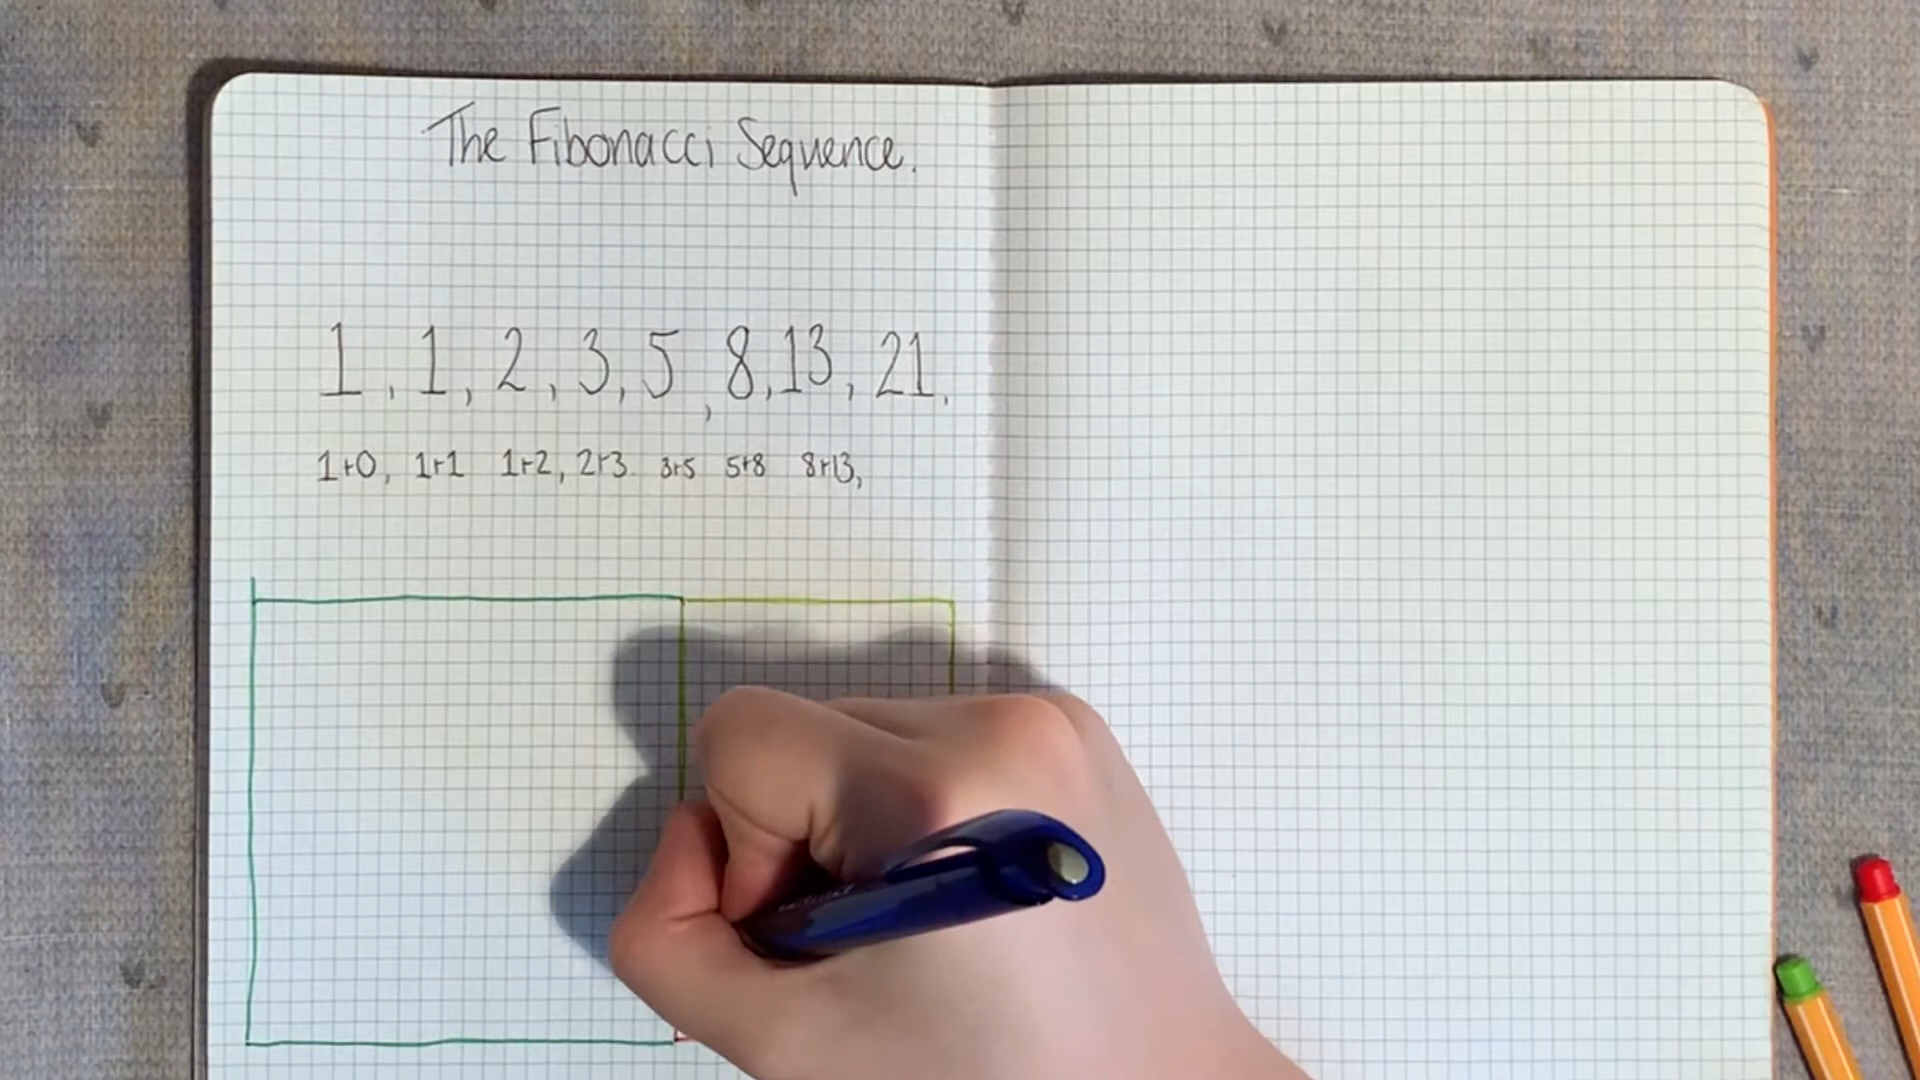 The Fibonacci Sequence.
1, 1, 2, 3, 5, 8, 13, 21,
1+0, 1+1 1+2, 2+3. 3+5 5+8 8+13,